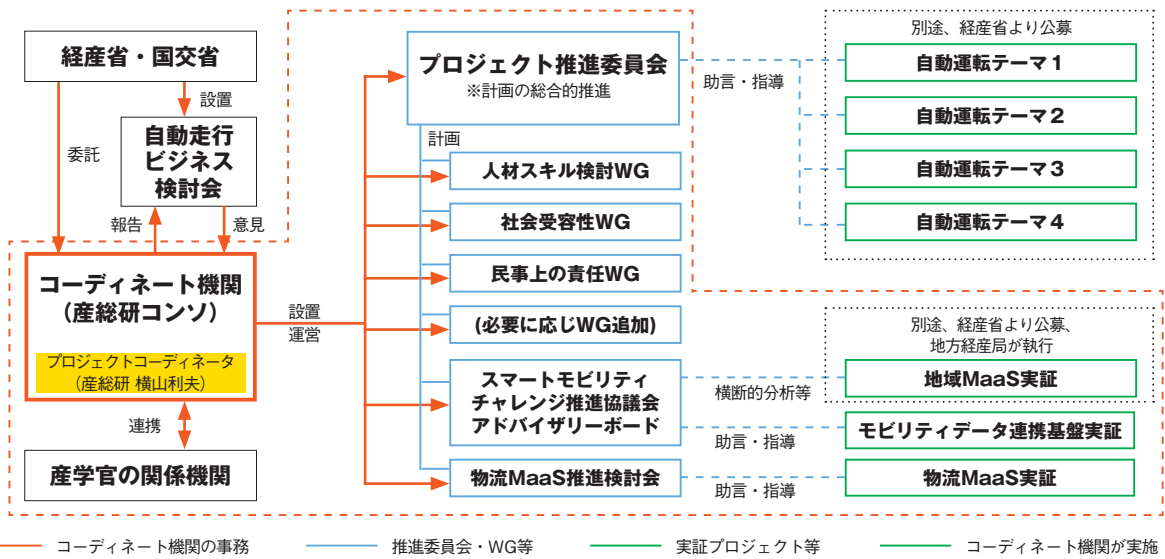 経産省・国交省
設置
委託
自動走行
ビジネス
検討会
報告
意見
コーディネート機関
(産総研コンソ)
プロジェクトコーディネータ
(産総研 横山利夫)
連携
産学官の関係機関
設置
運営
プロジェクト推進委員会
※計画の総合的推進
計画
人材スキル検討WG
社会受容性WG
民事上の責任WG
(必要に応じWG追加)
スマートモビリティ
チャレンジ推進協議会
アドバイザリーボード
物流MaaS推進検討会
助言・指導
横断的分析等
助言・指導
助言・指導
別途、経産省より公募
自動運転テーマ1
自動運転テーマ2
自動運転テーマ3
自動運転テーマ4
別途、経産省より公募、
地方経産局が執行
地域MaaS実証
モビリティデータ連携基盤実証
物流MaaS実証
コーディネート機関の事務
推進委員会・WG等
実証プロジェクト等
コーディネート機関が実施